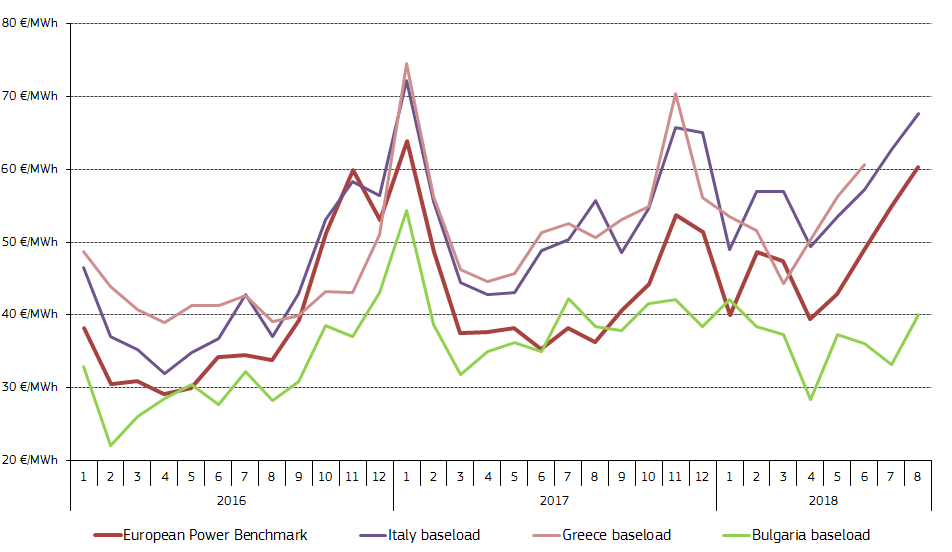 80 €/MWh
70 €/MWh
60 €/MWh
50 €/MWh
40 €/MWh
30 €/MWh
20 €/MWh
1 2 3 4 5 6 7 8 9 10 11 12 1 2 3 4 5 6 7 8 9 10 11 12 1 2 3 4 5 6 7 8
2016 2017 2018
European Power Benchmark Italy baseload Greece baseload Bulgaria baseload